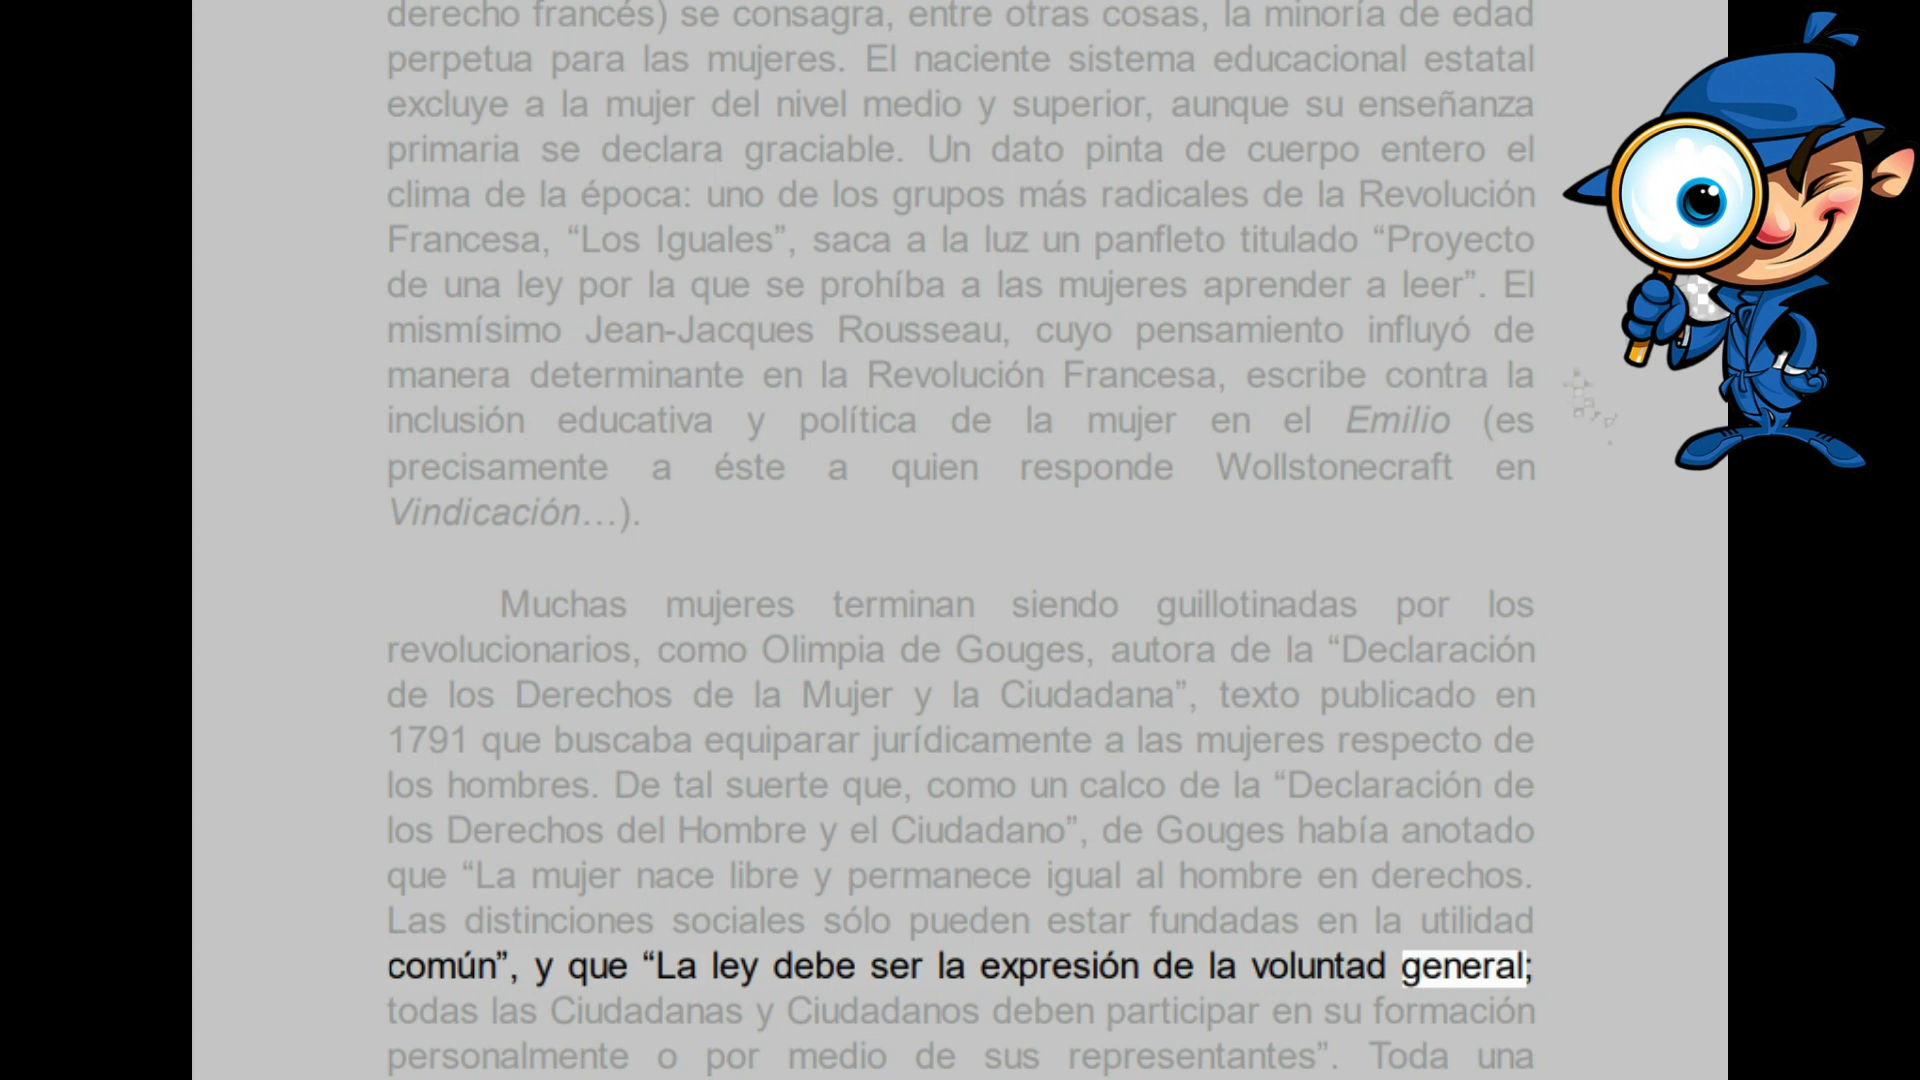 derecho francés) se consagra, entre otras cosas, la minoría de edad
perpetua para las mujeres. El naciente sistema educacional estatal
excluye a la mujer del nivel medio y superior, aunque su enseñanza
primaria se declara graciable. Un dato pinta de cuerpo entero el
clima de la época: uno de los grupos más radicales de la Revolución
Francesa, “Los Iguales”, saca a la luz un panfleto titulado “Proyecto
de una ley por la que se prohíba a las mujeres aprender a leer”. El
mismísimo Jean-Jacques Rousseau, cuyo pensamiento influyó de
manera determinante en la Revolución Francesa, escribe contra la
inclusión educativa y política de la mujer en el Emilio (es
precisamente a éste a quien responde Wollstonecraft en
Vindicación…).
Muchas mujeres terminan siendo guillotinadas por los
revolucionarios, como Olimpia de Gouges, autora de la “Declaración
de los Derechos de la Mujer y la Ciudadana”, texto publicado en
1791 que buscaba equiparar jurídicamente a las mujeres respecto de
los hombres. De tal suerte que, como un calco de la “Declaración de
los Derechos del Hombre y el Ciudadano”, de Gouges había anotado
que “La mujer nace libre y permanece igual al hombre en derechos.
Las distinciones sociales sólo pueden estar fundadas en la utilidad
común”, y que “La ley debe ser la expresión de la voluntad general;
todas las Ciudadanas y Ciudadanos deben participar en su formación
personalmente o por medio de sus representantes”. Toda una